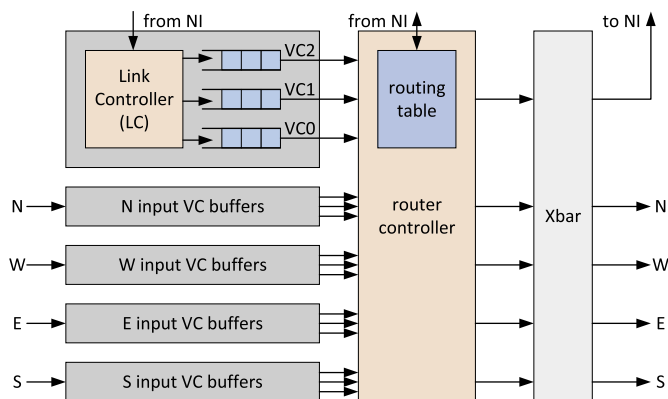 from NI
from NI
to NI
Link
Controller
(LC)
VC2
VC1
VC0
routing
table
router
controller
Xbar
N
N input VC buffers
N
W
W input VC buffers
W
E
E input VC buffers
E
S
S input VC buffers
S